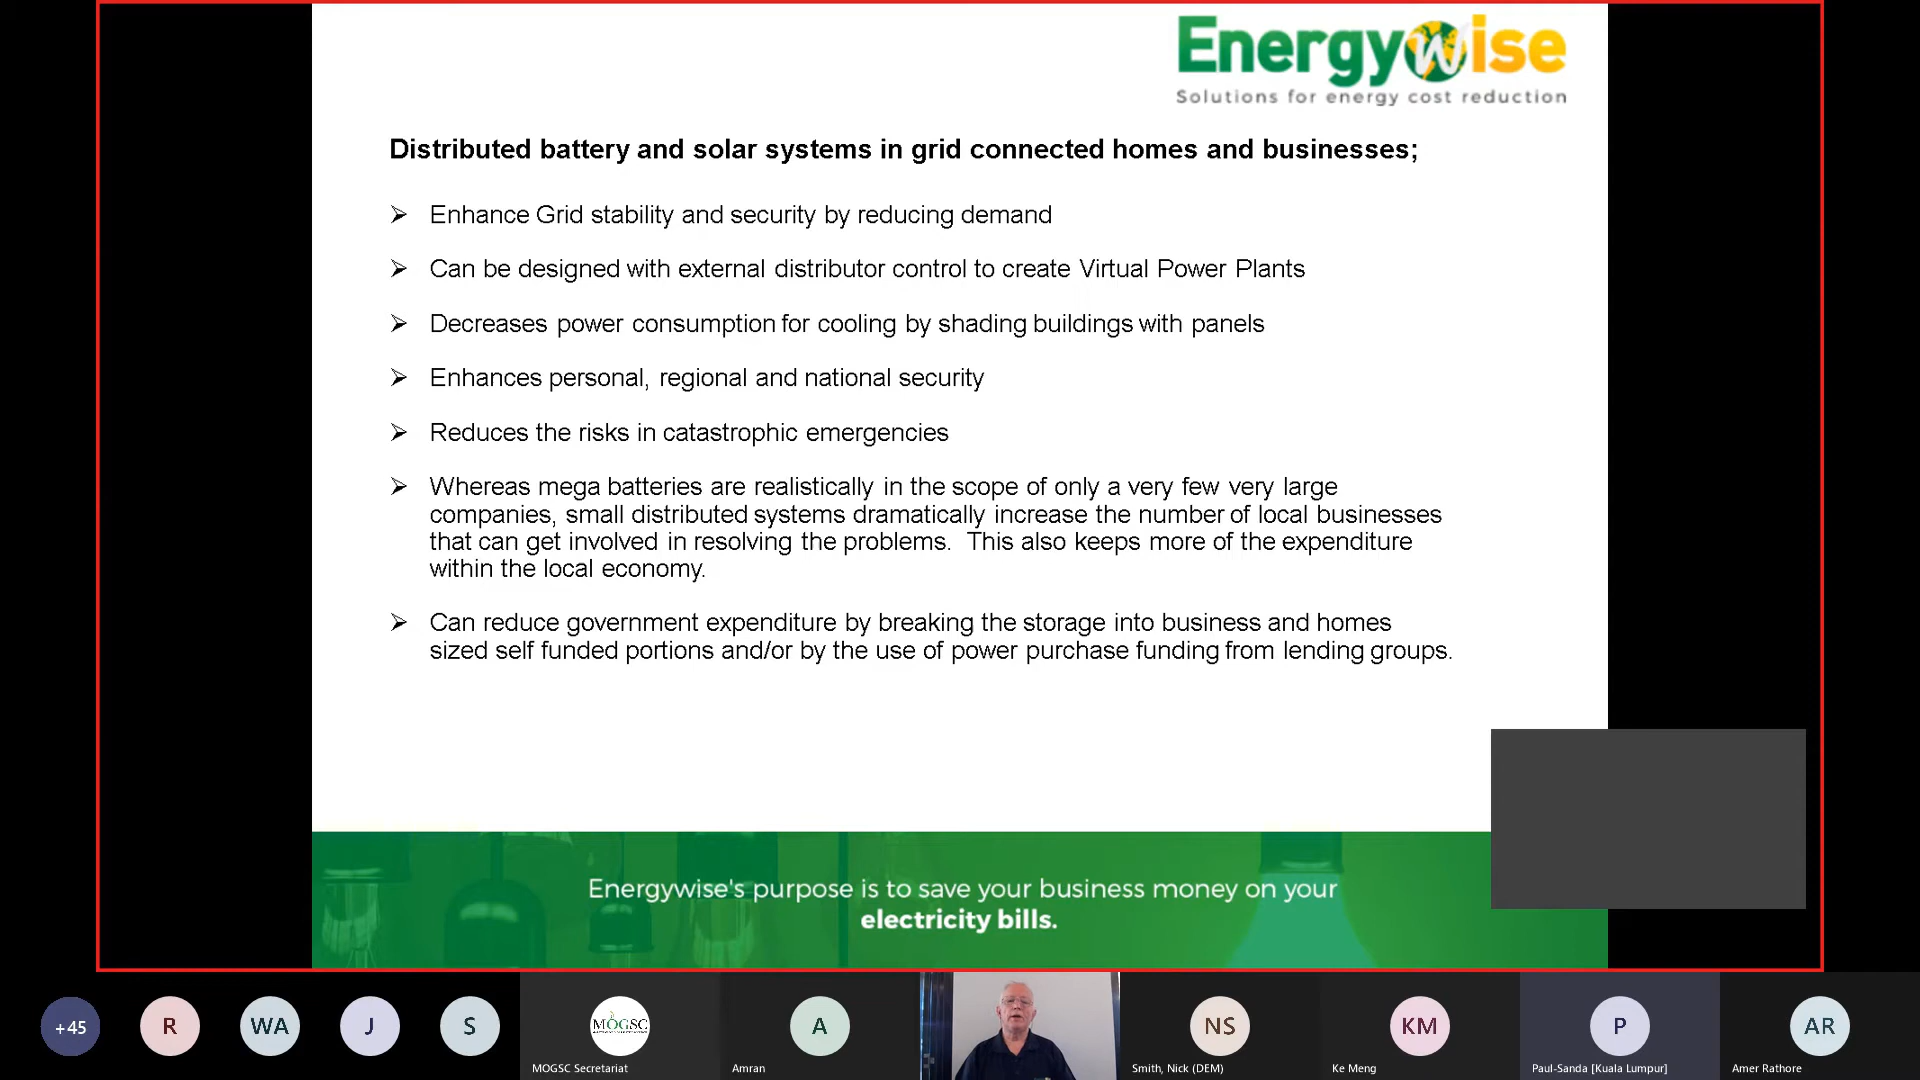 Energywise
Solutions for energy cost reduction
Distributed battery and solar systems in grid connected homes and businesses;
➢ Enhance Grid stability and security by reducing demand
➢ Can be designed with external distributor control to create Virtual Power Plants
➢ Decreases power consumption for cooling by shading buildings with panels
➢ Enhances personal, regional and national security
➢ Reduces the risks in catastrophic emergencies
➢ Whereas mega batteries are realistically in the scope of only a very few very large
companies, small distributed systems dramatically increase the number of local businesses
that can get involved in resolving the problems. This also keeps more of the expenditure
within the local economy.
➢ Can reduce government expenditure by breaking the storage into business and homes
sized self funded portions and/or by the use of power purchase funding from lending groups.
Energywise's purpose is to save your business money on your
electricity bills.
+45
R
WA
J
S
MOGSC
MOGSC Secretariat
A
Amran
NS
Smith, Nick (DEM)
KM
Ke Meng
P
Paul-Sanda [Kuala Lumpur]
AR
Amer Rathore